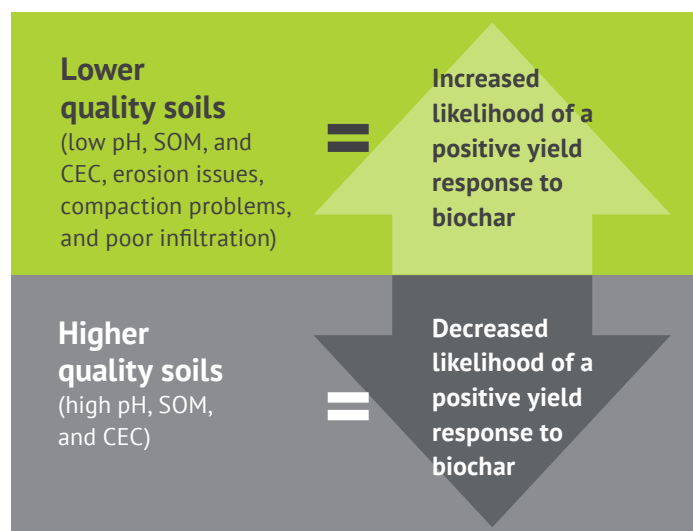 Lower
quality soils
(low pH, SOM, and
CEC, erosion issues,
compaction problems,
and poor infiltration)
=
Increased
likelihood of a
positive yield
response to
biochar
Higher
quality soils
(high pH, SOM,
and CEC)
=
Decreased
likelihood of a
positive yield
response to
biochar